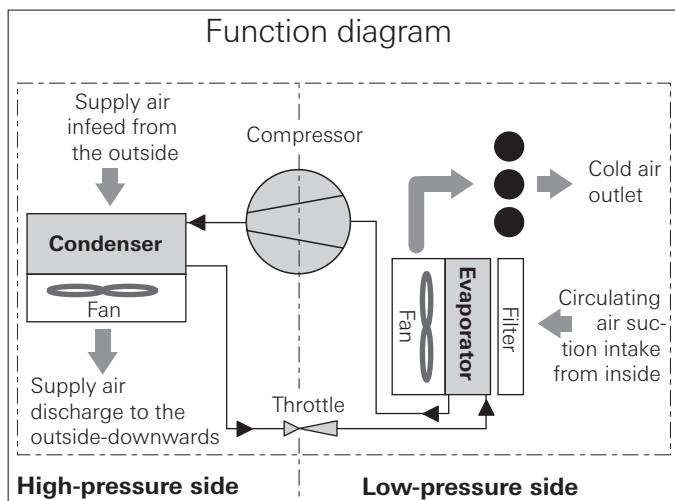 Function diagram
Supply air
infeed from
the outside
Compressor
Cold air
outlet
Condenser
Fan
Fan
Evaporator
Filter
Circulating
air suc-
tion intake
from inside
Supply air
discharge to the
outside-downwards
Throttle
High-pressure side
Low-pressure side